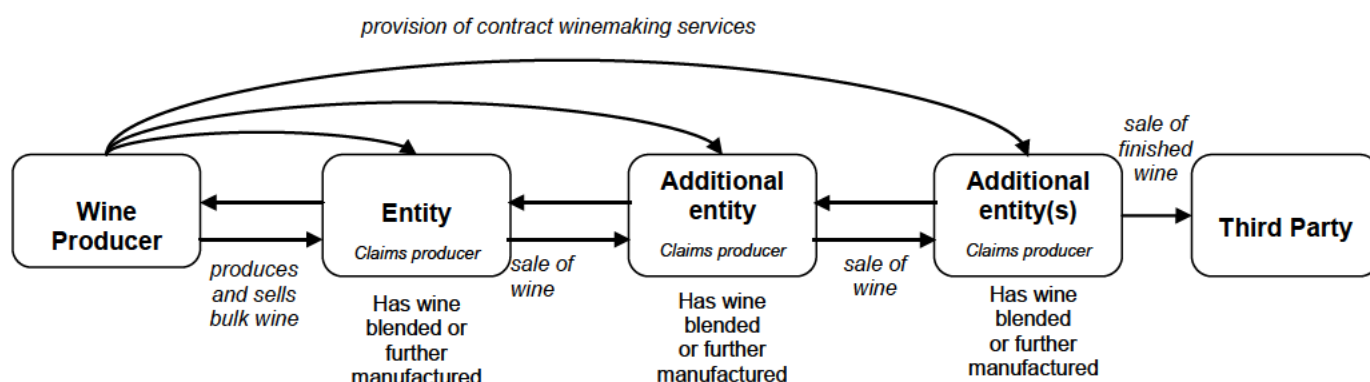 provision of contract winemaking services
Wine
Producer
produces
and sells
bulk wine
Entity
Claims producer
Has wine
blended or
further
manufactured
sale of
wine
Additional
entity
Claims producer
Has wine
blended
or further
manufactured
sale of
wine
Additional
entity(s)
Claims producer
Has wine
blended
or further
manufactured
sale of
finished
wine
Third Party